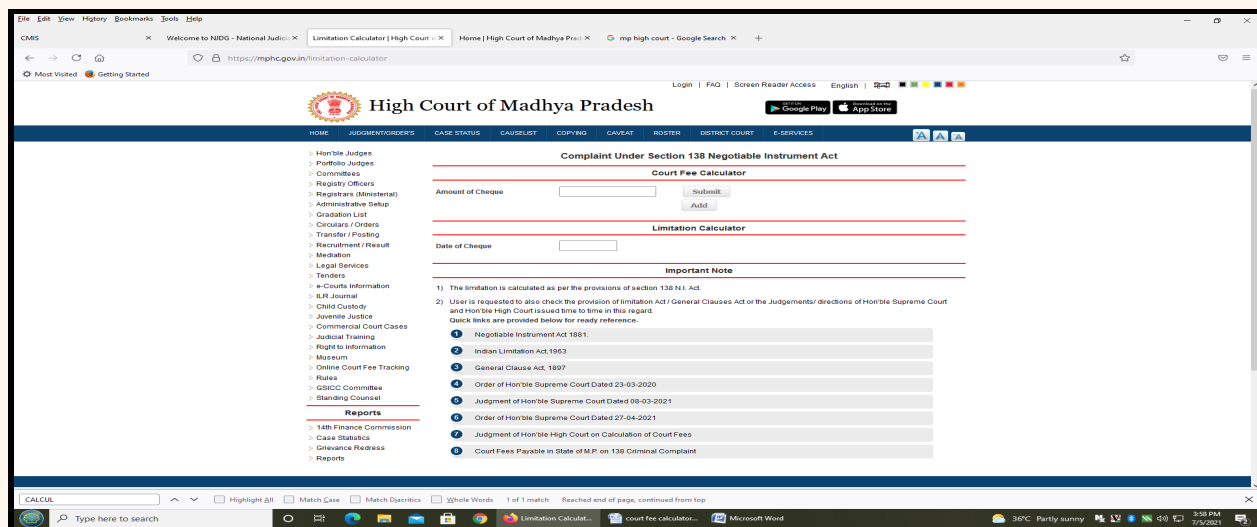 File Edit View History Bookmarks Tools Help
CMIS × Welcome to NJDG - National Judici × Limitation Calculator | High Court o × Home | High Court of Madhya Prad × mp high court - Google Search × +
https://mphc.gov.in/limitation-calculator
Most Visited Getting Started
Login | FAQ | Screen Reader Access English | हिन्दी
High Court of Madhya Pradesh
GET IT ON Google Play Download on the App Store
HOME JUDGMENT/ORDERS CASE STATUS CAUSELIST COPYING CAVEAT ROSTER DISTRICT COURT E-SERVICES A A A
Hon'ble Judges
Portfolio Judges
Committees
Registry Officers
Registrars (Ministerial)
Administrative Setup
Gradation List
Circulars / Orders
Transfer / Posting
Recruitment / Result
Mediation
Legal Services
Tenders
e-Courts Information
ILR Journal
Child Custody
Juvenile Justice
Commercial Court Cases
Judicial Training
Right to Information
Museum
Online Court Fee Tracking
Rules
GSICC Committee
Standing Counsel
Reports
14th Finance Commission
Case Statistics
Grievance Redress
Reports
Complaint Under Section 138 Negotiable Instrument Act
Court Fee Calculator
Amount of Cheque Submit
Add
Limitation Calculator
Date of Cheque
Important Note
1) The limitation is calculated as per the provisions of section 138 N.I. Act.
2) User is requested to also check the provision of limitation Act / General Clauses Act or the Judgements/ directions of Hon'ble Supreme Court
and Hon'ble High Court issued time to time in this regard.
Quick links are provided below for ready reference-
1 Negotiable Instrument Act 1881.
2 Indian Limitation Act,1963
3 General Clause Act, 1897
4 Order of Hon'ble Supreme Court Dated 23-03-2020
5 Judgment of Hon'ble Supreme Court Dated 08-03-2021
6 Order of Hon'ble Supreme Court Dated 27-04-2021
7 Judgment of Hon'ble High Court on Calculation of Court Fees
8 Court Fees Payable in State of M.P. on 138 Criminal Complaint
CALCUL Highlight All Match Case Match Diacritics Whole Words 1 of 1 match Reached end of page, continued from top ×
Type here to search Limitation Calculat... court fee calculator... Microsoft Word 36°C Partly sunny 3:58 PM
7/5/2021